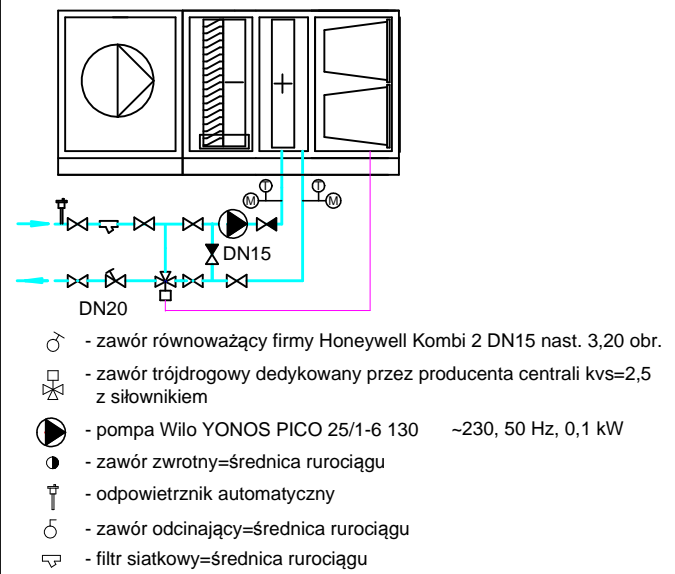 T T
M M
DN15
DN20
- zawór równoważący firmy Honeywell Kombi 2 DN15 nast. 3,20 obr.
- zawór trójdrogowy dedykowany przez producenta centrali kvs=2,5
z siłownikiem
- pompa Wilo YONOS PICO 25/1-6 130 ~230, 50 Hz, 0,1 kW
- zawór zwrotny=średnica rurociągu
- odpowietrznik automatyczny
- zawór odcinający=średnica rurociągu
- filtr siatkowy=średnica rurociągu